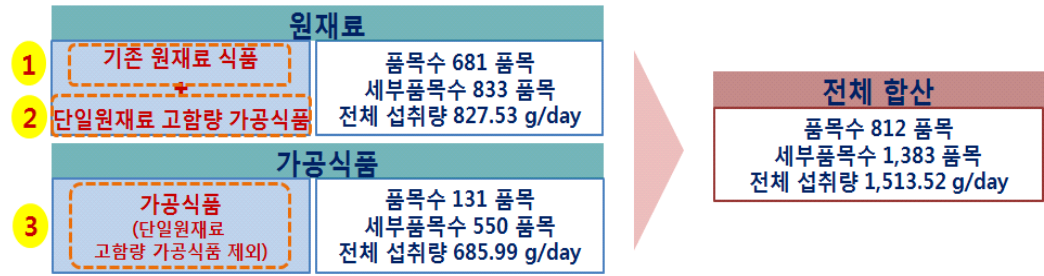 원재료
1
기존 원재료 식품
+
2
단일원재료 고함량 가공식품
품목수 681 품목
세부품목수 833 품목
전체 섭취량 827.53 g/day
가공식품
3
가공식품
(단일원재료
고함량 가공식품 제외)
품목수 131 품목
세부품목수 550 품목
전체 섭취량 685.99 g/day
전체 합산
품목수 812 품목
세부품목수 1,383 품목
전체 섭취량 1,513.52 g/day